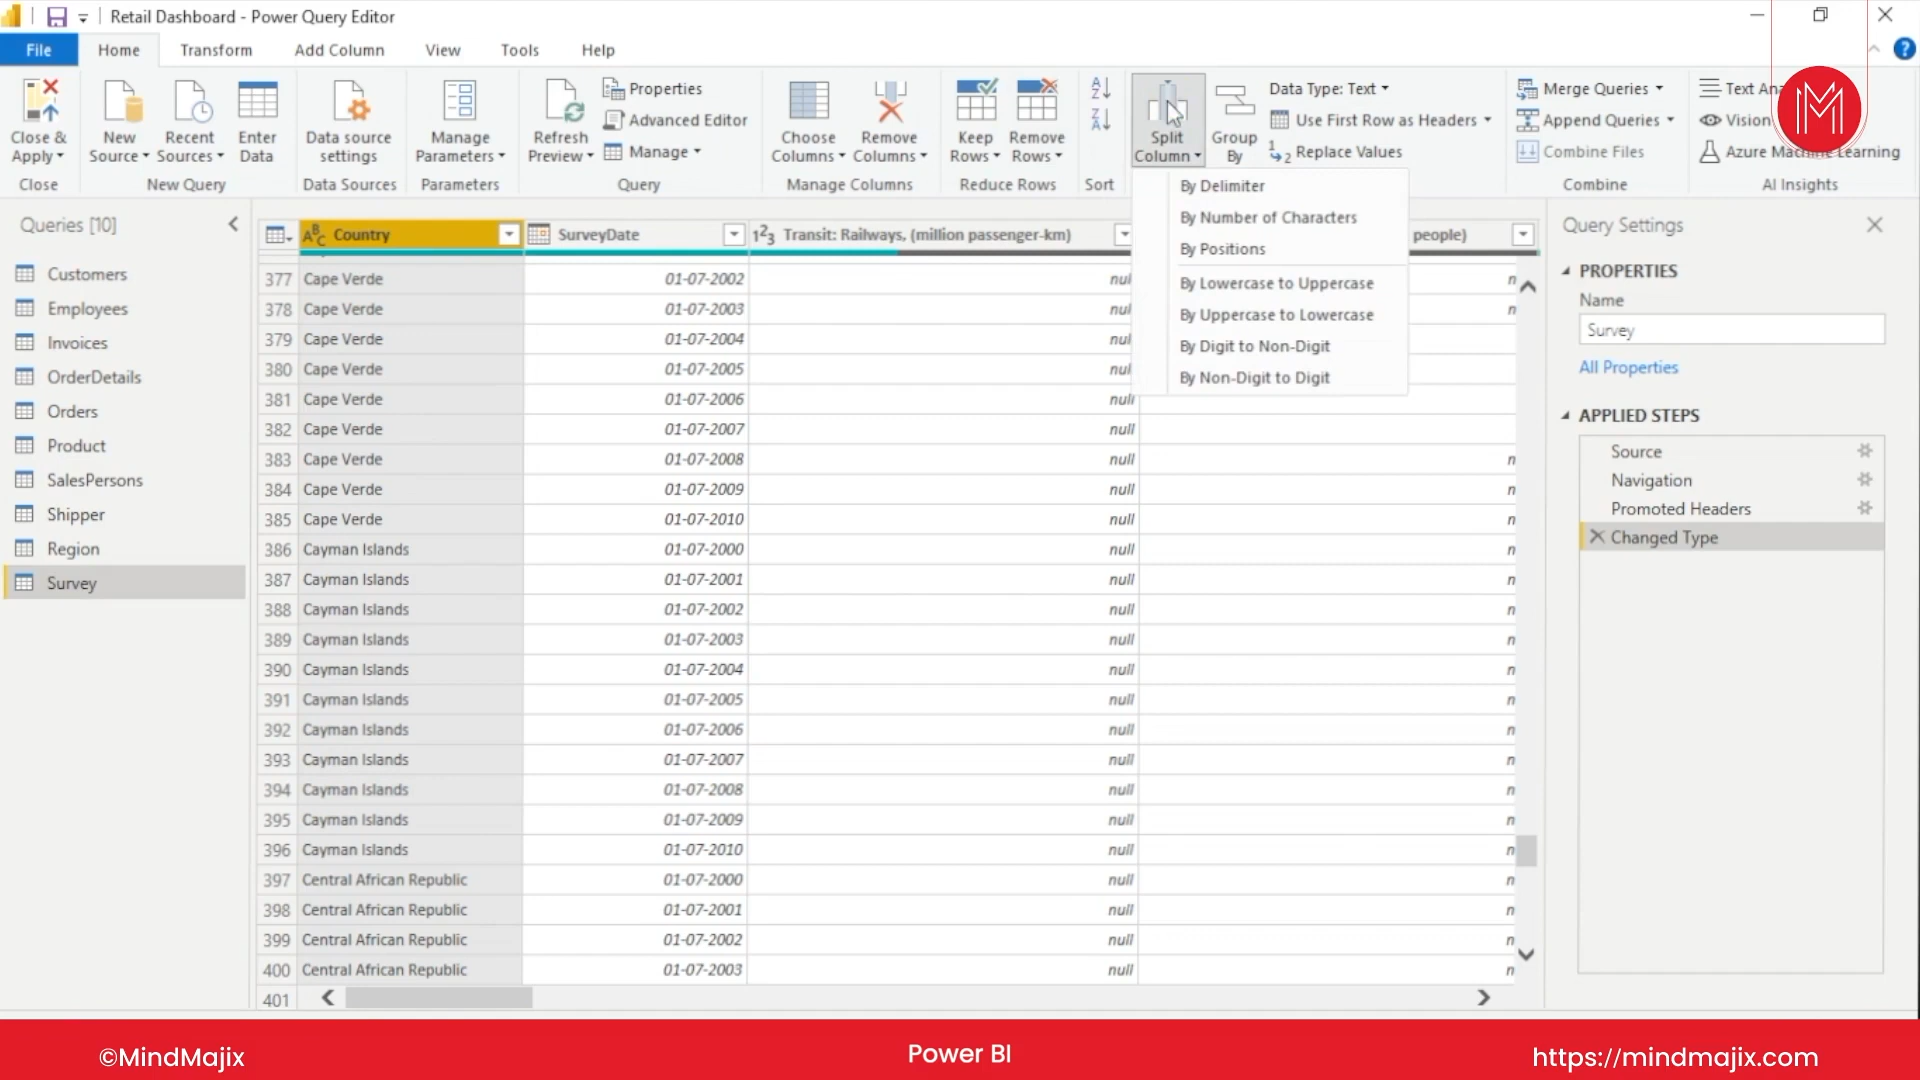 Retail Dashboard - Power Query Editor
File Home Transform Add Column View Tools Help
Close & Apply
Close
New Source
Recent Sources
Enter Data
New Query
Data source settings
Data Sources
Manage Parameters
Parameters
Refresh Preview
Properties
Advanced Editor
Manage
Query
Choose Columns
Remove Columns
Manage Columns
Keep Rows
Remove Rows
Reduce Rows
Sort
Split Column
Group By
Data Type: Text
Use First Row as Headers
Replace Values
Merge Queries
Append Queries
Combine Files
Combine
Text
Vision
Azure Machine Learning
AI Insights
By Delimiter
By Number of Characters
By Positions
By Lowercase to Uppercase
By Uppercase to Lowercase
By Digit to Non-Digit
By Non-Digit to Digit
Queries [10]
Customers
Employees
Invoices
OrderDetails
Orders
Product
SalesPersons
Shipper
Region
Survey
Country SurveyDate Transit: Railways, (million passenger-km) people)
377 Cape Verde 01-07-2002
378 Cape Verde 01-07-2003
379 Cape Verde 01-07-2004
380 Cape Verde 01-07-2005
381 Cape Verde 01-07-2006 null
382 Cape Verde 01-07-2007 null
383 Cape Verde 01-07-2008 null
384 Cape Verde 01-07-2009 null
385 Cape Verde 01-07-2010 null
386 Cayman Islands 01-07-2000 null
387 Cayman Islands 01-07-2001 null
388 Cayman Islands 01-07-2002 null
389 Cayman Islands 01-07-2003 null
390 Cayman Islands 01-07-2004 null
391 Cayman Islands 01-07-2005 null
392 Cayman Islands 01-07-2006 null
393 Cayman Islands 01-07-2007 null
394 Cayman Islands 01-07-2008 null
395 Cayman Islands 01-07-2009 null
396 Cayman Islands 01-07-2010 null
397 Central African Republic 01-07-2000 null
398 Central African Republic 01-07-2001 null
399 Central African Republic 01-07-2002 null
400 Central African Republic 01-07-2003 null
401
Query Settings
PROPERTIES
Name
Survey
All Properties
APPLIED STEPS
Source
Navigation
Promoted Headers
Changed Type
©MindMajix
Power BI
https://mindmajix.com